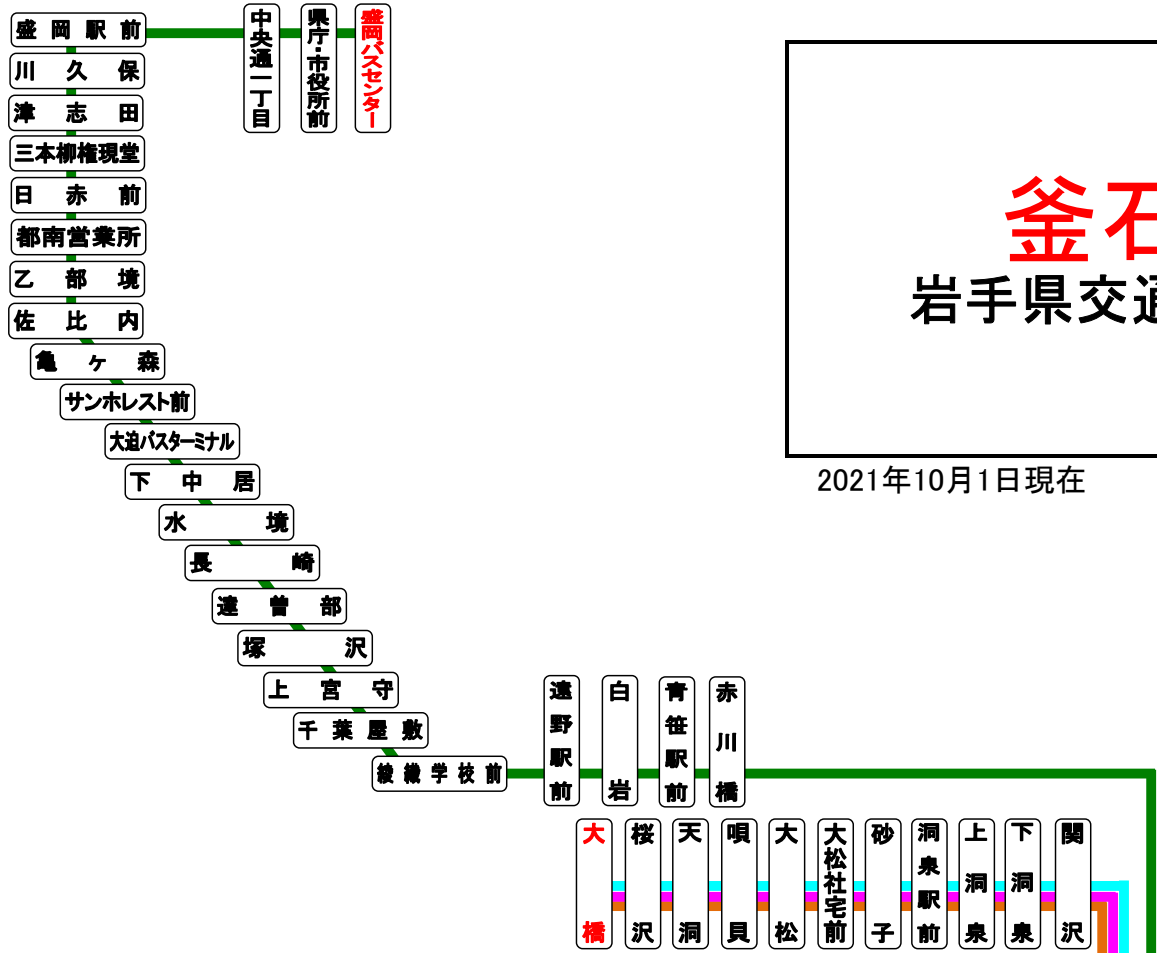 盛岡駅前
中央通一丁目
県庁・市役所前
盛岡バスセンター
川久保
津志田
三本柳権現堂
日赤前
都南営業所
乙部境
佐比内
亀ヶ森
サンホレスト前
大迫バスターミナル
下中居
水境
長崎
達曽部
塚沢
上宮守
千葉屋敷
綾織学校前
遠野駅前
白岩
青笹駅前
赤川橋
大橋
桜沢
天洞
唄貝
大松
大松社宅前
砂子
洞泉駅前
上洞泉
下洞泉
関沢
釜石
岩手県交通
2021年10月1日現在